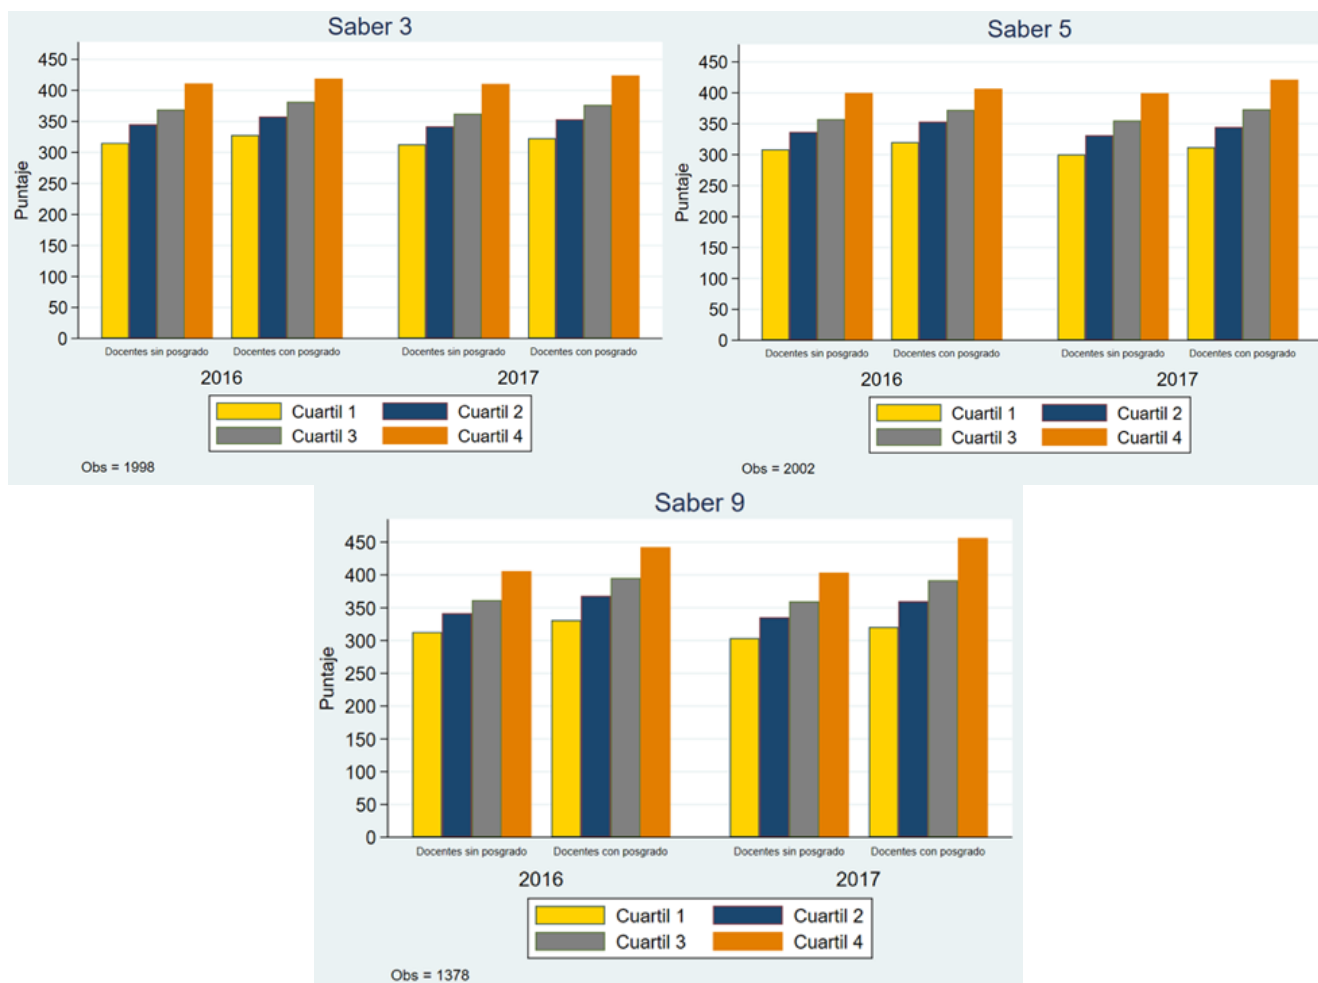 Saber 3
Puntaje
450
400
350
300
250
200
150
100
50
0
Docentes sin posgrado Docentes con posgrado Docentes sin posgrado Docentes con posgrado
2016 2017
Cuartil 1 Cuartil 2
Cuartil 3 Cuartil 4
Obs = 1998
Saber 5
Puntaje
450
400
350
300
250
200
150
100
50
0
Docentes sin posgrado Docentes con posgrado Docentes sin posgrado Docentes con posgrado
2016 2017
Cuartil 1 Cuartil 2
Cuartil 3 Cuartil 4
Obs = 2002
Saber 9
Puntaje
450
400
350
300
250
200
150
100
50
0
Docentes sin posgrado Docentes con posgrado Docentes sin posgrado Docentes con posgrado
2016 2017
Cuartil 1 Cuartil 2
Cuartil 3 Cuartil 4
Obs = 1378